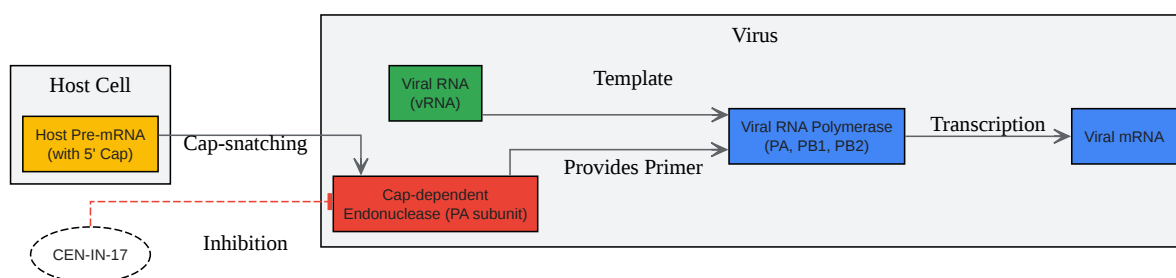 Virus
Host Cell
Viral RNA
(vRNA)
Template
Host Pre-mRNA
(with 5' Cap)
Cap-snatching
Viral RNA Polymerase
(PA, PB1, PB2)
Transcription
Viral mRNA
Provides Primer
Cap-dependent
Endonuclease (PA subunit)
CEN-IN-17
Inhibition